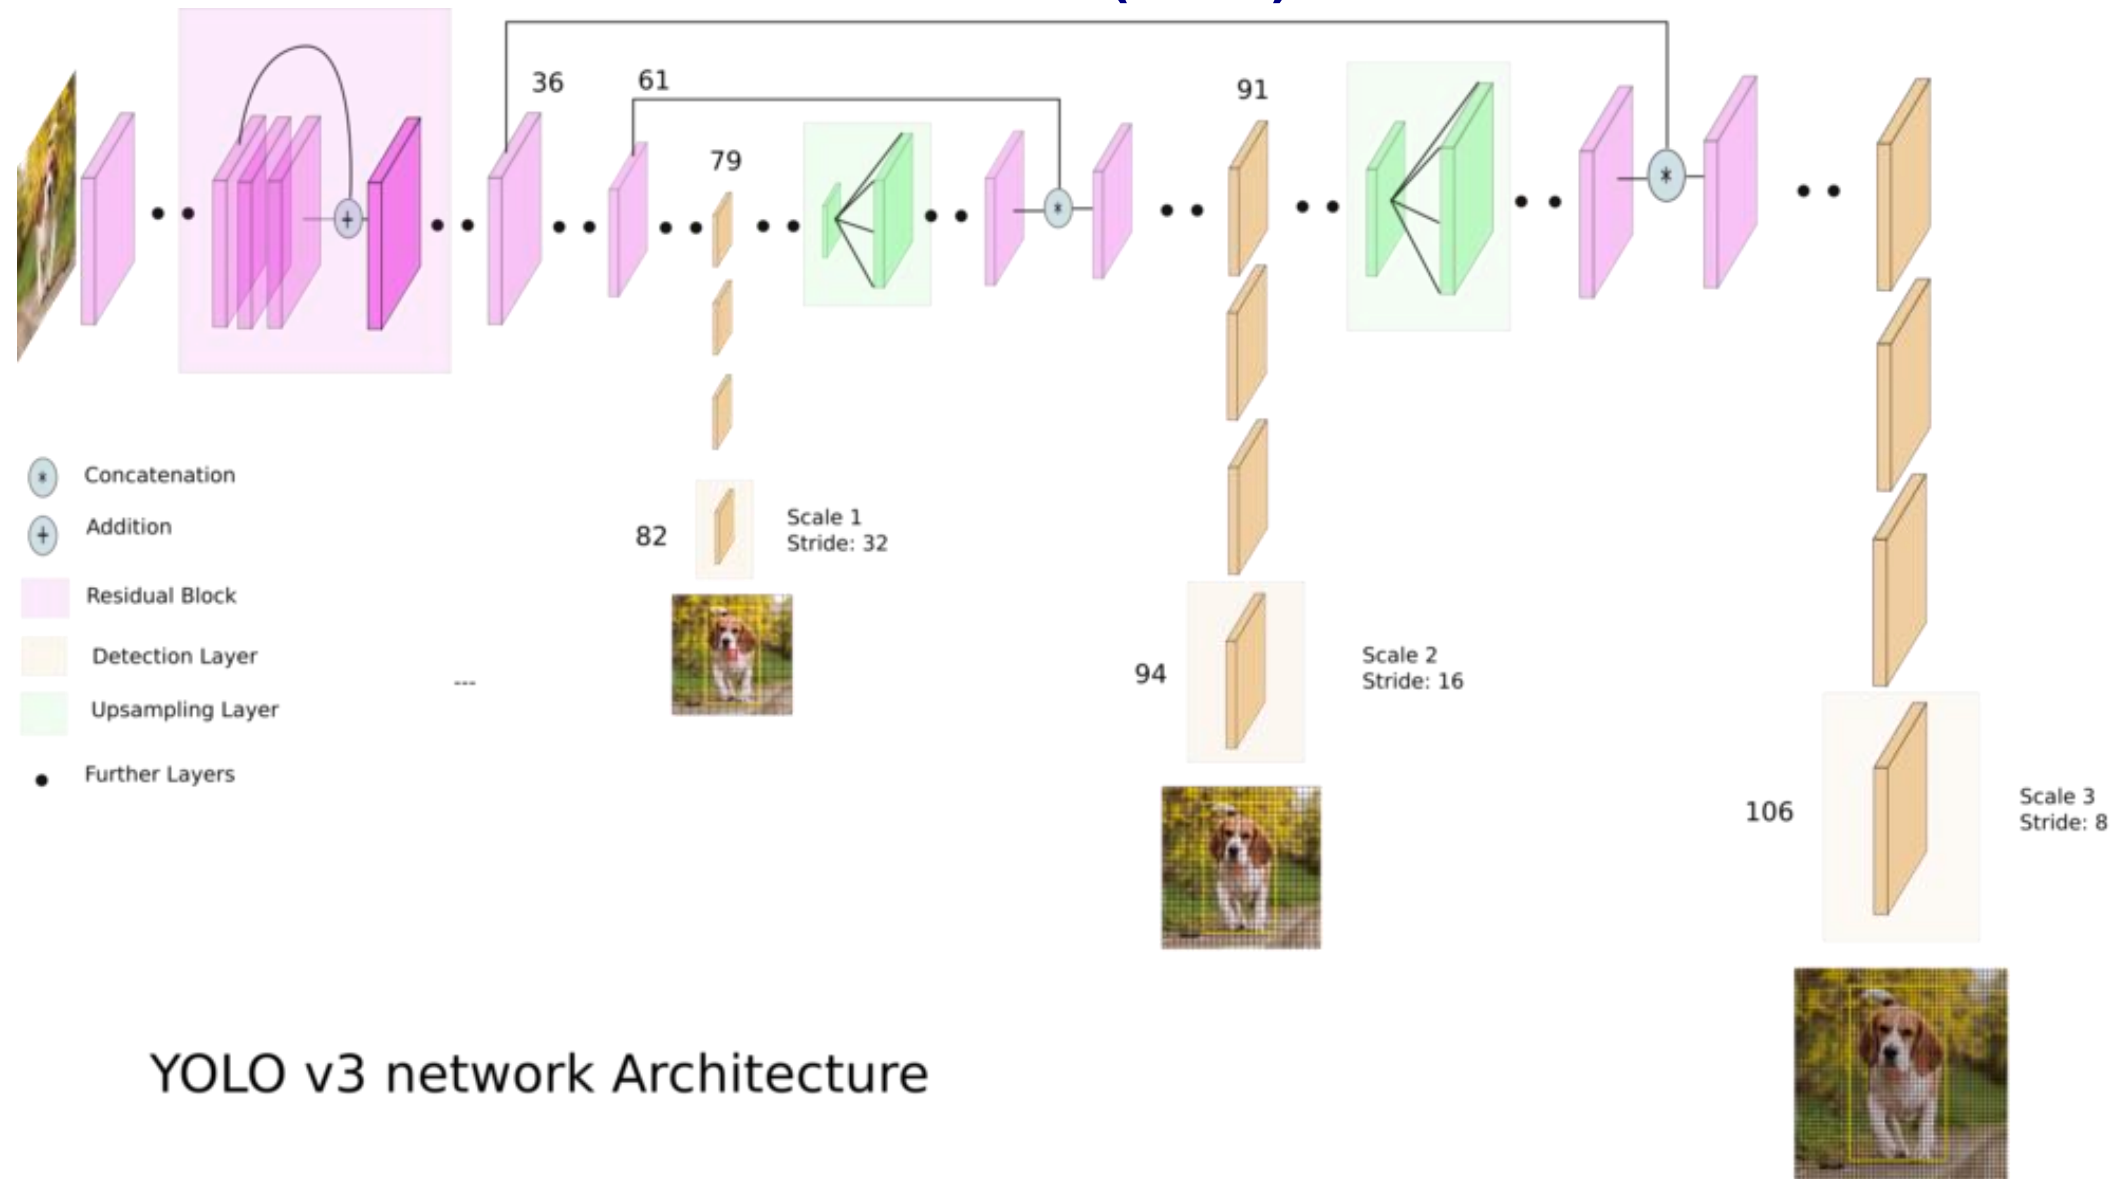 36
61
91
79
Concatenation
Addition
Residual Block
Detection Layer
Upsampling Layer
Further Layers
---
82
Scale 1
Stride: 32
94
Scale 2
Stride: 16
106
Scale 3
Stride: 8
*
+
*
*
+
YOLO v3 network Architecture